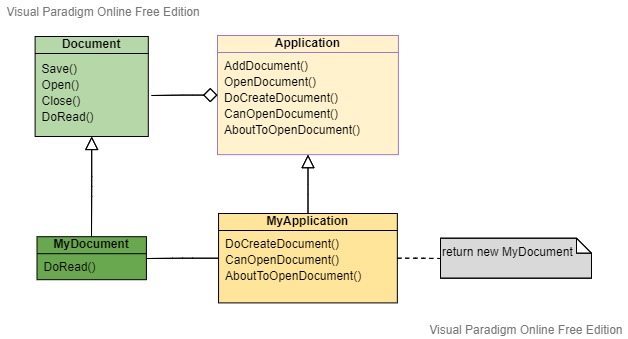 Visual Paradigm Online Free Edition
Document
Save()
Open()
Close()
DoRead()
Application
AddDocument()
OpenDocument()
DoCreateDocument()
CanOpenDocument()
AboutToOpenDocument()
MyDocument
DoRead()
MyApplication
DoCreateDocument()
CanOpenDocument()
AboutToOpenDocument()
return new MyDocument
Visual Paradigm Online Free Edition